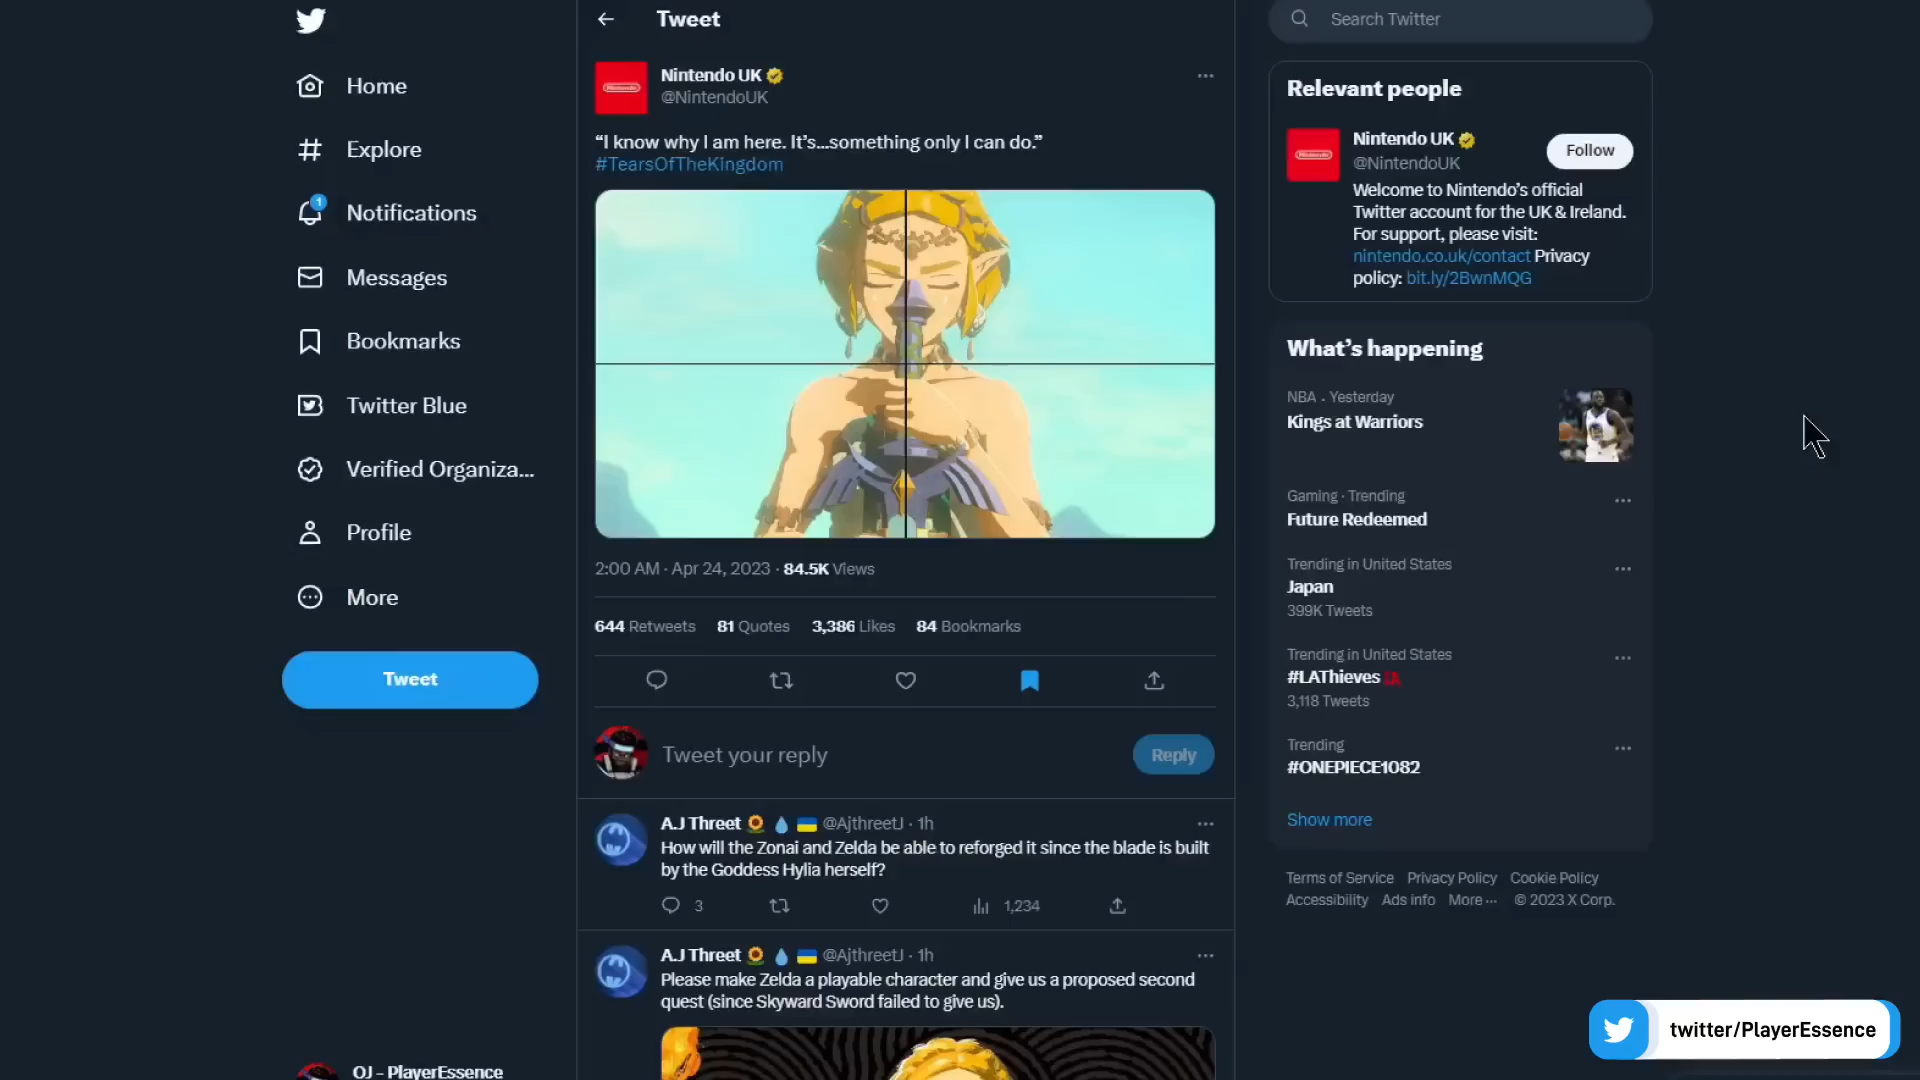 Home
Explore
1
Notifications
Messages
Bookmarks
Twitter Blue
Verified Organiza...
Profile
More
Tweet
OJ - PlayerEssence
Tweet
Nintendo UK
@NintendoUK
“I know why I am here. It’s...something only I can do.”
#TearsOfTheKingdom
2:00 AM · Apr 24, 2023 · 84.5K Views
644 Retweets 81 Quotes 3,386 Likes 84 Bookmarks
Tweet your reply
Reply
A.J Threet @AjthreetJ · 1h
How will the Zonai and Zelda be able to reforged it since the blade is built
by the Goddess Hylia herself?
3 1,234
A.J Threet @AjthreetJ · 1h
Please make Zelda a playable character and give us a proposed second
quest (since Skyward Sword failed to give us).
Search Twitter
Relevant people
Nintendo UK
@NintendoUK
Follow
Welcome to Nintendo’s official
Twitter account for the UK & Ireland.
For support, please visit:
nintendo.co.uk/contact Privacy
policy: bit.ly/2BwnMQG
What’s happening
NBA · Yesterday
Kings at Warriors
Gaming · Trending
Future Redeemed
Trending in United States
Japan
399K Tweets
Trending in United States
#LAThieves
3,118 Tweets
Trending
#ONEPIECE1082
Show more
Terms of Service Privacy Policy Cookie Policy
Accessibility Ads info More ··· © 2023 X Corp.
twitter/PlayerEssence